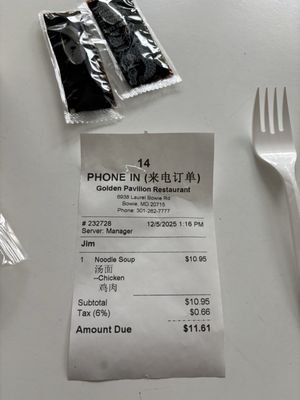 14
PHONE IN (来电订单)
Golden Pavilion Restaurant
6938 Laurel Bowie Rd
Bowie, MD 20715
Phone: 301-262-7777
# 232728 12/5/2025 1:16 PM
Server: Manager
Jim
1 Noodle Soup $10.95
汤面
--Chicken
鸡肉
Subtotal $10.95
Tax (6%) $0.66
Amount Due $11.61